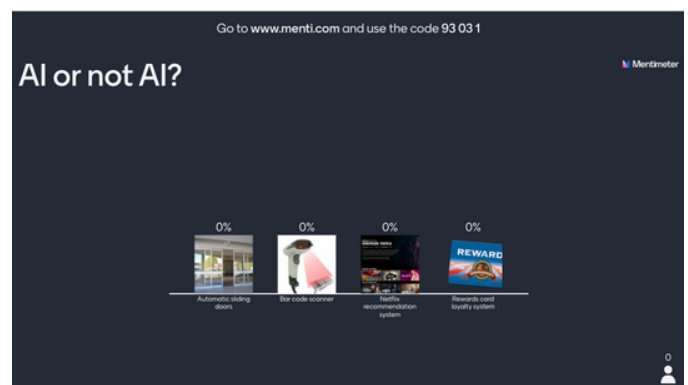 Go to www.menti.com and use the code 93 03 1
AI or not AI?
Mentimeter
0%
0%
0%
0%
REWARD
Automatic sliding
doors
Bar code scanner
Netflix
recommendation
system
Rewards card
loyalty system
0